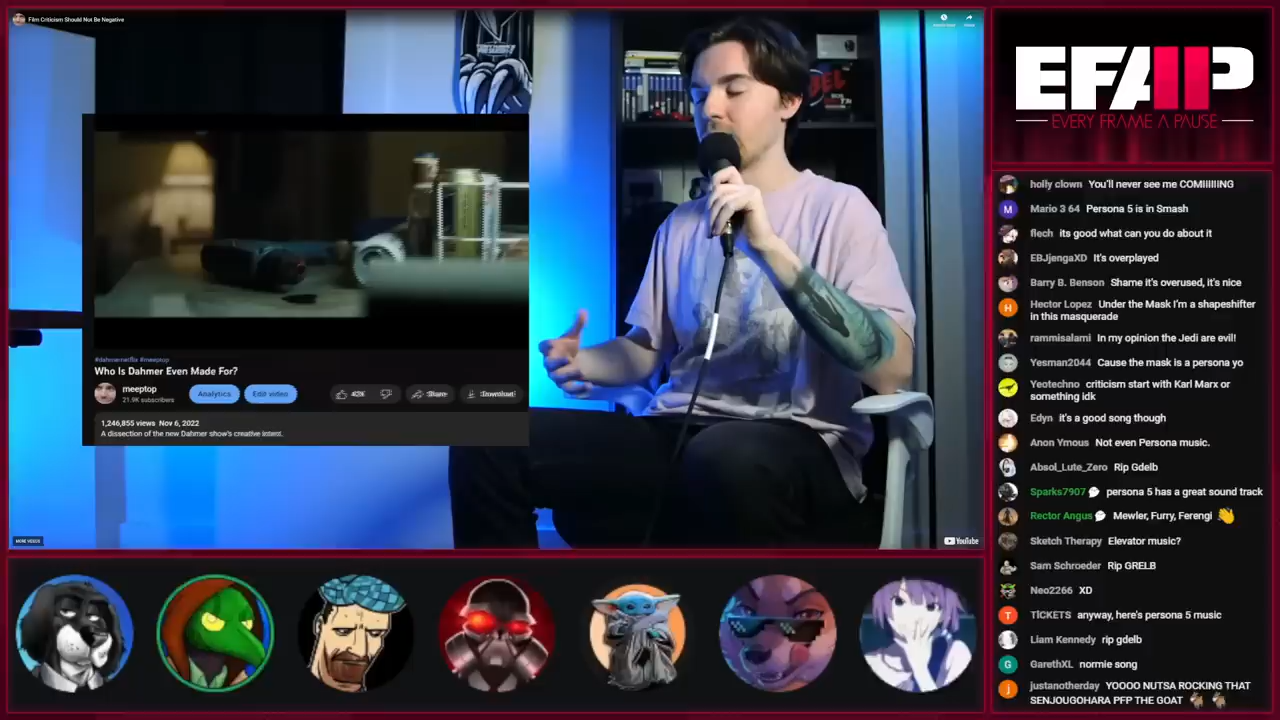 Film Criticism Should Not Be Negative
#dahmernetflix #meeptop
Who Is Dahmer Even Made For?
meeptop
21.9K subscribers
Analytics
Edit video
42K
Share
Download
1,246,855 views Nov 6, 2022
A dissection of the new Dahmer show's creative intent.
MORE VIDEOS
YouTube
EFAP
EVERY FRAME A PAUSE
holly clown You'll never see me COMIIIIIING
M Mario 3 64 Persona 5 is in Smash
flech its good what can you do about it
EBJjengaXD It's overplayed
Barry B. Benson Shame it's overused, it's nice
H Hector Lopez Under the Mask I'm a shapeshifter
in this masquerade
rammisalami In my opinion the Jedi are evil!
Yesman2044 Cause the mask is a persona yo
Yeotechno criticism start with Karl Marx or
something idk
Edyn it's a good song though
Anon Ymous Not even Persona music.
Absol_Lute_Zero Rip Gdelb
Sparks7907 persona 5 has a great sound track
Rector Angus Mewler, Furry, Ferengi 👏
Sketch Therapy Elevator music?
Sam Schroeder Rip GRELB
Neo2266 XD
T TICKETS anyway, here's persona 5 music
Liam Kennedy rip gdelb
G GarethXL normie song
j justanotherday YOOOO NUTSA ROCKING THAT
SENJOUGOHARA PFP THE GOAT 🐐 🐐